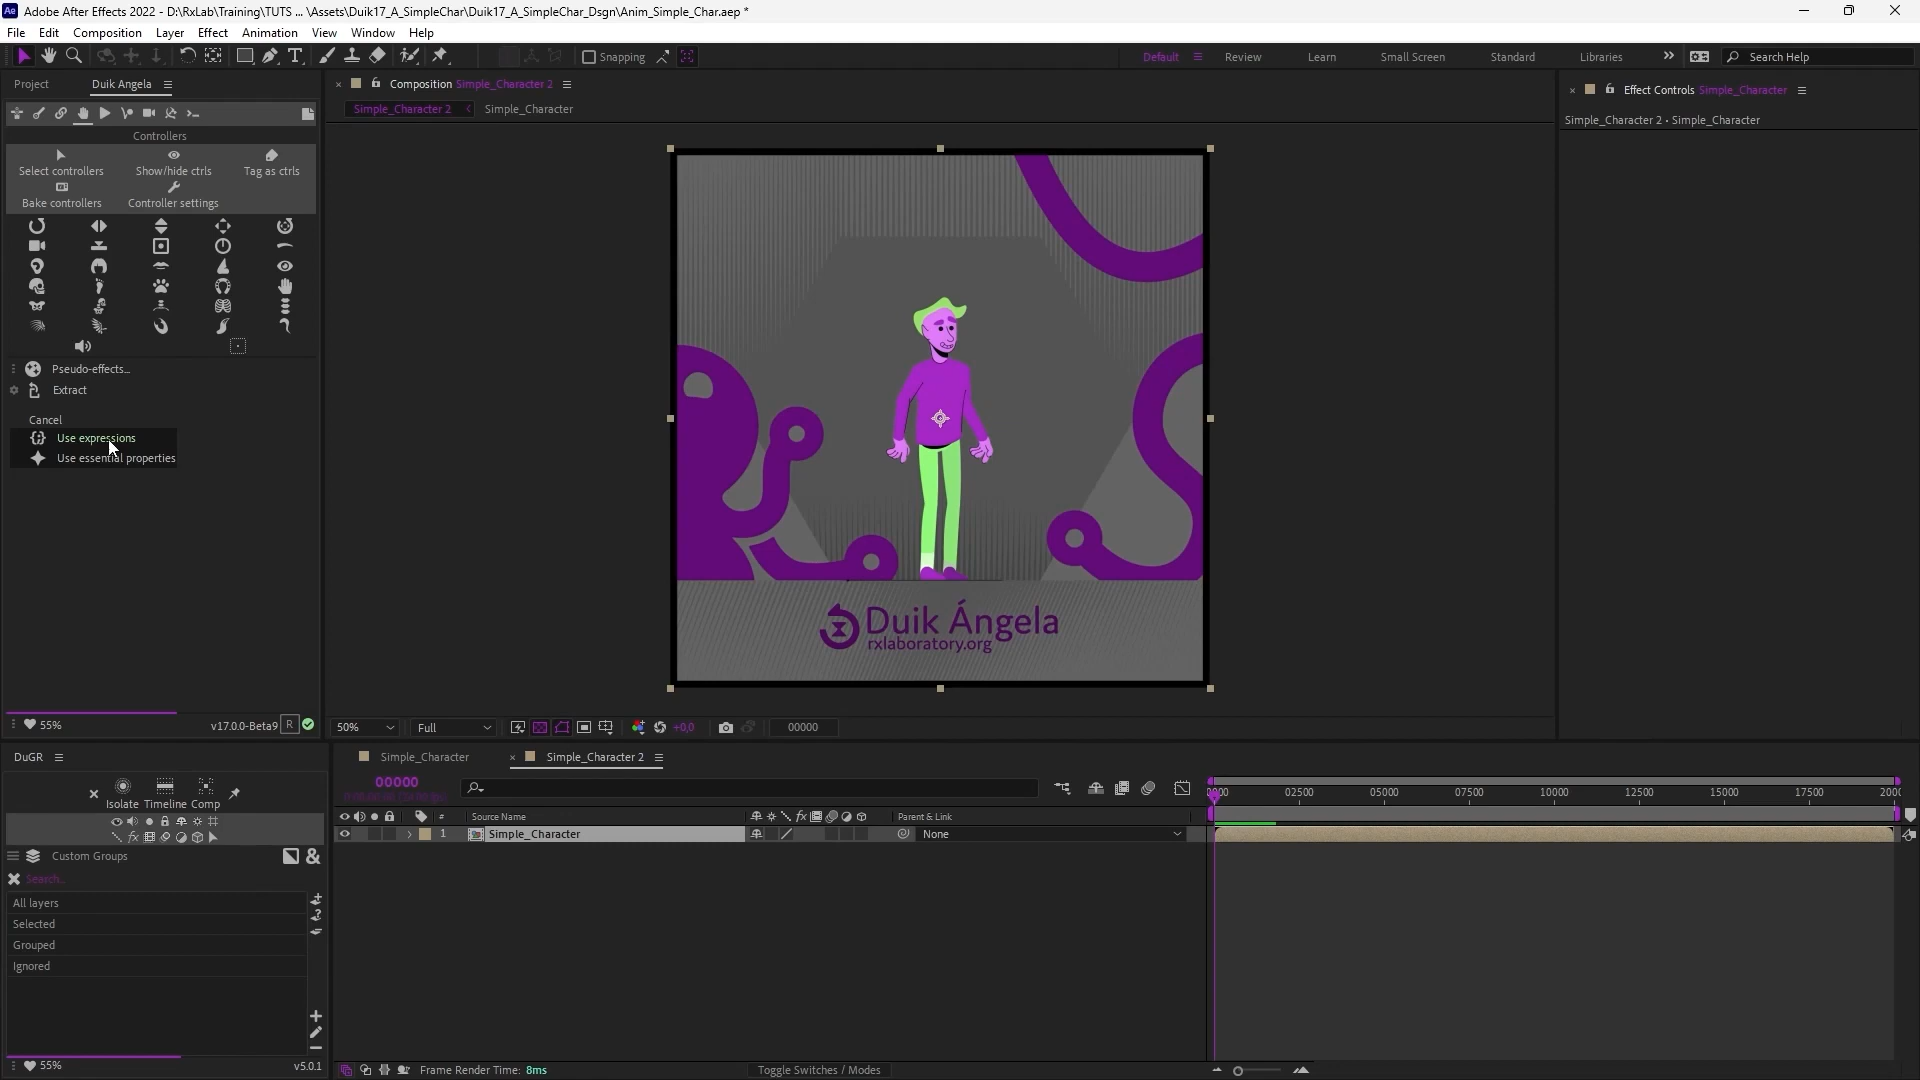 Ae Adobe After Effects 2022 - D:\RxLab\Training\TUTS ... \Assets\Duik17_A_SimpleChar\Duik17_A_SimpleChar_Dsgn\Anim_Simple_Char.aep *
File Edit Composition Layer Effect Animation View Window Help
Snapping Default Review Learn Small Screen Standard Libraries Search Help
Project Duik Angela
Composition Simple_Character 2
Effect Controls Simple_Character
Simple_Character 2 Simple_Character
Simple_Character 2 • Simple_Character
Controllers
Select controllers Show/hide ctrls Tag as ctrls
Bake controllers Controller settings
Pseudo-effects...
Extract
Cancel
Use expressions
Use essential properties
Duik Ángela
rxlaboratory.org
55% v17.0.0-Beta9 R
50% Full +0,0 00000
DuGR
Simple_Character Simple_Character 2
Isolate Timeline Comp
00000
# Source Name Parent & Link
0000 02500 05000 07500 10000 12500 15000 17500 2000
1 Simple_Character None
Custom Groups
Search...
All layers
Selected
Grouped
Ignored
55% v5.0.1
Frame Render Time: 8ms Toggle Switches / Modes